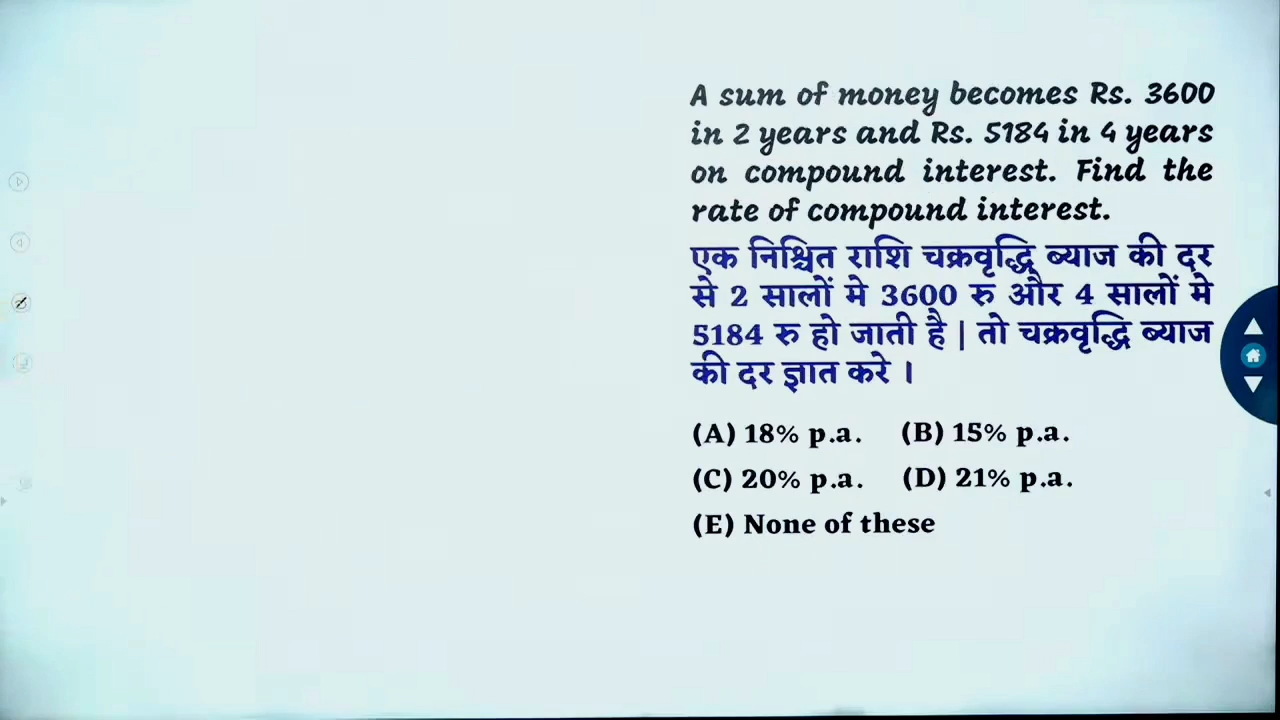 A sum of money becomes Rs. 3600
in 2 years and Rs. 5184 in 4 years
on compound interest. Find the
rate of compound interest.
एक निश्चित राशि चक्रवृद्धि ब्याज की दर
से 2 सालों मे 3600 रु और 4 सालों मे
5184 रु हो जाती है | तो चक्रवृद्धि ब्याज
की दर ज्ञात करे ।
(A) 18% p.a. (B) 15% p.a.
(C) 20% p.a. (D) 21% p.a.
(E) None of these